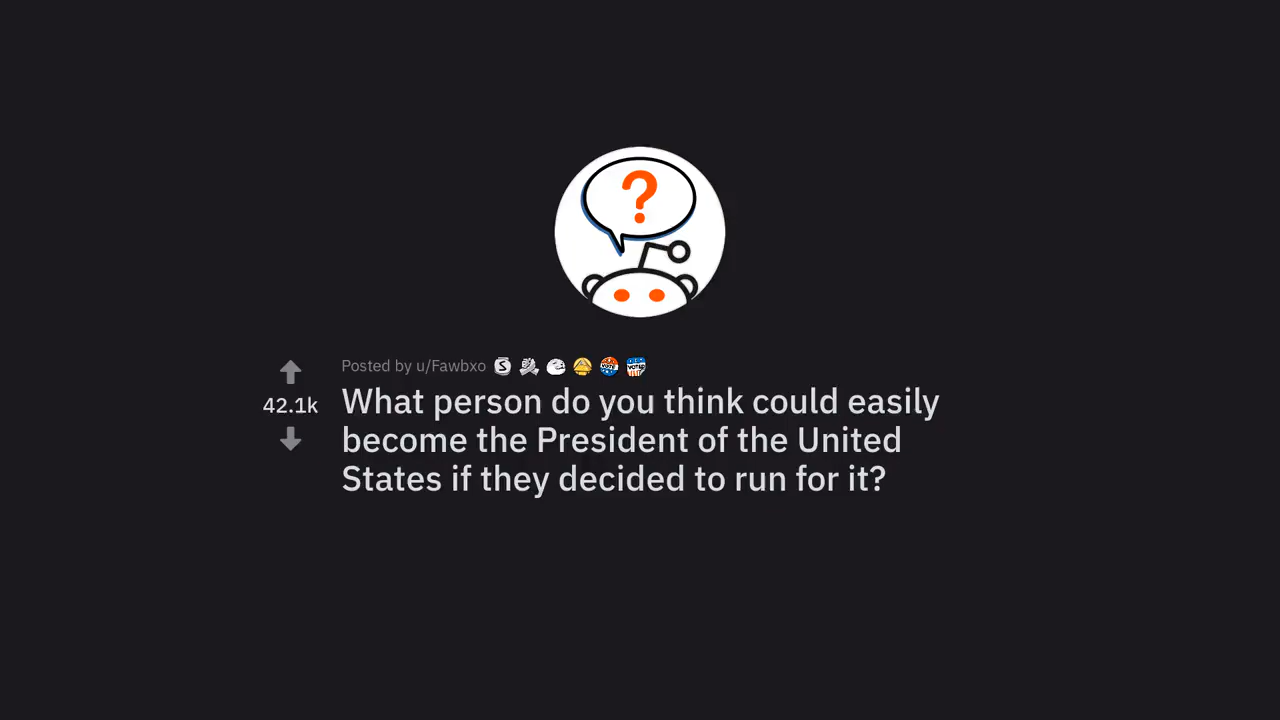 ?
Posted by u/Fawbxo
42.1k
What person do you think could easily
become the President of the United
States if they decided to run for it?